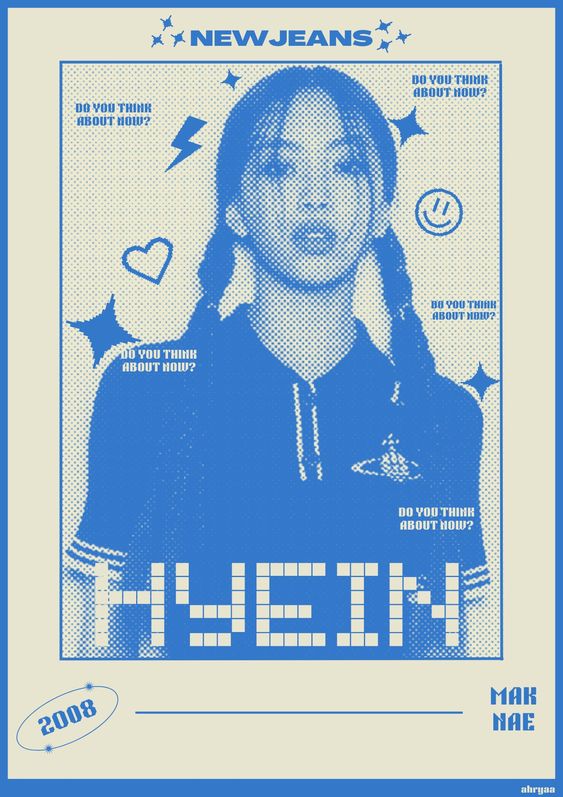 NEWJEANS
DO YOU THINK
ABOUT NOW?
DO YOU THINK
ABOUT NOW?
DO YOU THINK
ABOUT NOW?
DO YOU THINK
ABOUT NOW?
DO YOU THINK
ABOUT NOW?
HYEIN
2008
MAK
NAE
ahryaa